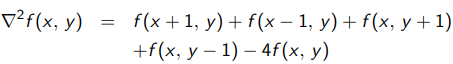 ∇²f(x, y) = f(x + 1, y) + f(x − 1, y) + f(x, y + 1)
+f(x, y − 1) − 4f(x, y)